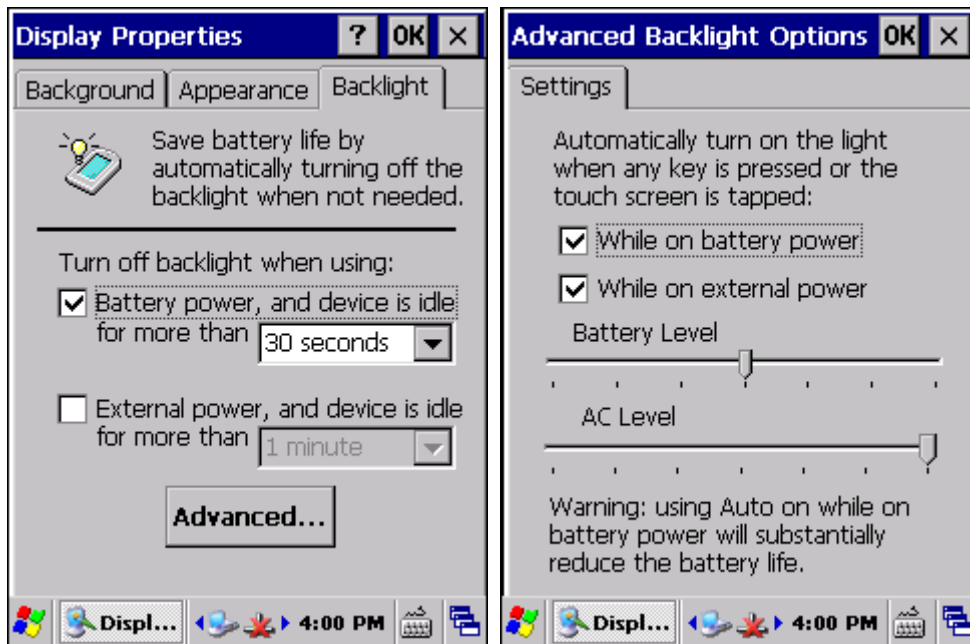 Display Properties ? OK ×
Background Appearance Backlight
Save battery life by
automatically turning off the
backlight when not needed.
Turn off backlight when using:
Battery power, and device is idle
for more than 30 seconds
External power, and device is idle
for more than 1 minute
Advanced...
Displ... 4:00 PM
Advanced Backlight Options OK ×
Settings
Automatically turn on the light
when any key is pressed or the
touch screen is tapped:
While on battery power
While on external power
Battery Level
AC Level
Warning: using Auto on while on
battery power will substantially
reduce the battery life.
Displ... 4:00 PM